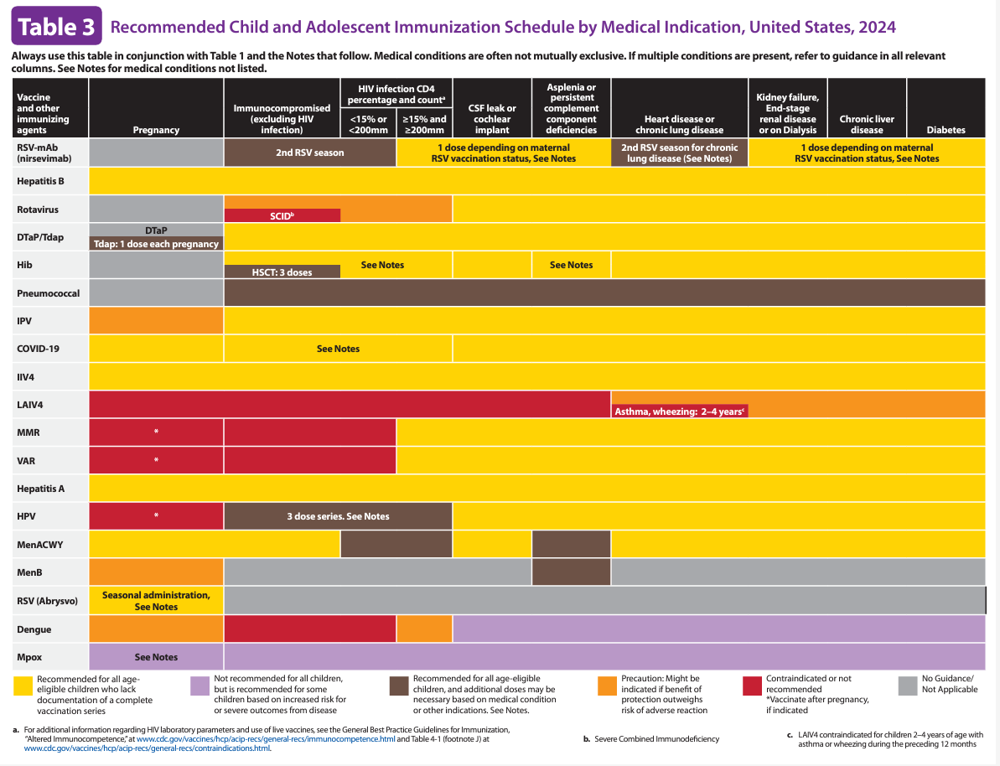 Table 3 Recommended Child and Adolescent Immunization Schedule by Medical Indication, United States, 2024
Always use this table in conjunction with Table 1 and the Notes that follow. Medical conditions are often not mutually exclusive. If multiple conditions are present, refer to guidance in all relevant
columns. See Notes for medical conditions not listed.
Vaccine
and other
immunizing
agents
Pregnancy
Immunocompromised
(excluding HIV
infection)
HIV infection CD4
percentage and countᵃ
<15% or
<200mm
≥15% and
≥200mm
CSF leak or
cochlear
implant
Asplenia or
persistent
complement
component
deficiencies
Heart disease or
chronic lung disease
Kidney failure,
End-stage
renal disease
or on Dialysis
Chronic liver
disease
Diabetes
RSV-mAb
(nirsevimab)
2nd RSV season
1 dose depending on maternal
RSV vaccination status, See Notes
2nd RSV season for chronic
lung disease (See Notes)
1 dose depending on maternal
RSV vaccination status, See Notes
Hepatitis B
Rotavirus
SCIDᵇ
DTaP/Tdap
DTaP
Tdap: 1 dose each pregnancy
Hib
HSCT: 3 doses
See Notes
See Notes
Pneumococcal
IPV
COVID-19
See Notes
IIV4
LAIV4
Asthma, wheezing: 2–4 yearsᶜ
MMR
*
VAR
*
Hepatitis A
HPV
*
3 dose series. See Notes
MenACWY
MenB
RSV (Abrysvo)
Seasonal administration,
See Notes
Dengue
Mpox
See Notes
Recommended for all age-
eligible children who lack
documentation of a complete
vaccination series
Not recommended for all children,
but is recommended for some
children based on increased risk for
or severe outcomes from disease
Recommended for all age-eligible
children, and additional doses may be
necessary based on medical condition
or other indications. See Notes.
Precaution: Might be
indicated if benefit of
protection outweighs
risk of adverse reaction
Contraindicated or not
recommended
*Vaccinate after pregnancy,
if indicated
No Guidance/
Not Applicable
a. For additional information regarding HIV laboratory parameters and use of live vaccines, see the General Best Practice Guidelines for Immunization,
"Altered Immunocompetence," at www.cdc.gov/vaccines/hcp/acip-recs/general-recs/immunocompetence.html and Table 4-1 (footnote J) at
www.cdc.gov/vaccines/hcp/acip-recs/general-recs/contraindications.html.
b. Severe Combined Immunodeficiency
c. LAIV4 contraindicated for children 2–4 years of age with
asthma or wheezing during the preceding 12 months